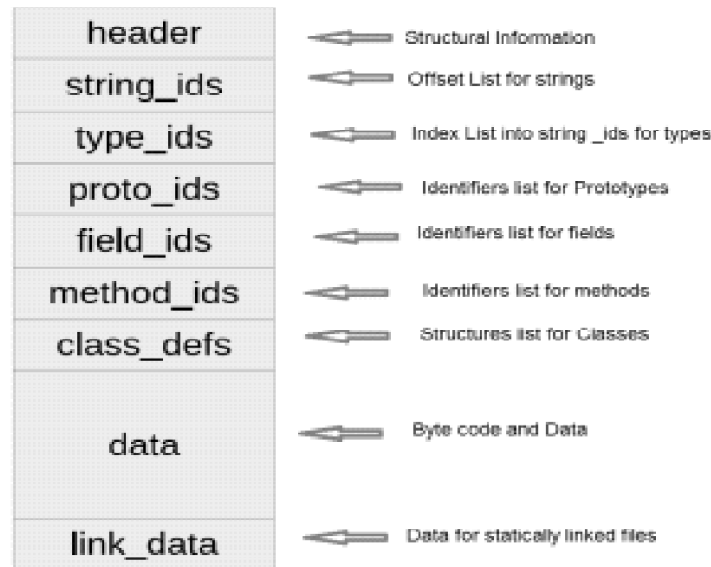 header
Structural Information
string_ids
Offset List for strings
type_ids
Index List into string _ids for types
proto_ids
Identifiers list for Prototypes
field_ids
Identifiers list for fields
method_ids
Identifiers list for methods
class_defs
Structures list for Classes
data
Byte code and Data
link_data
Data for statically linked files